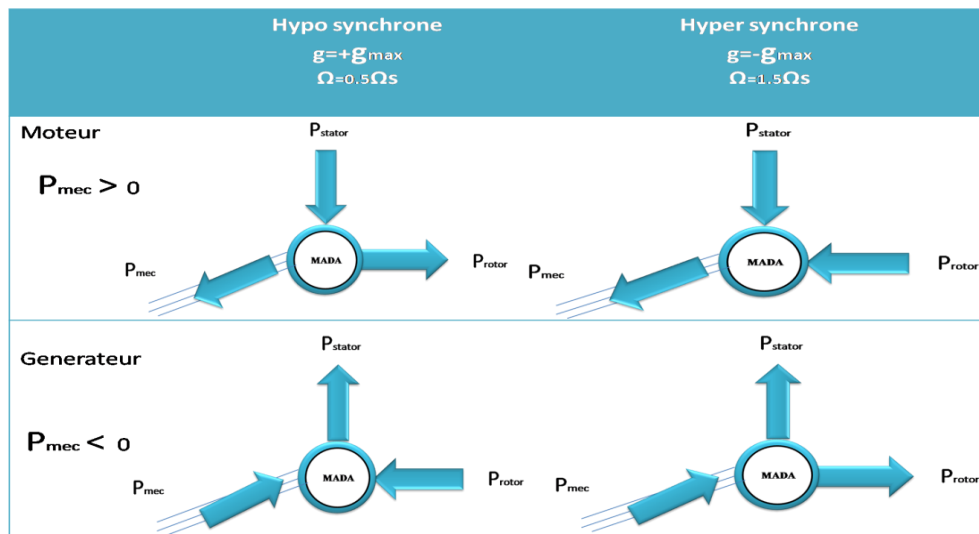 Hypo synchrone
g=+gmax
Ω=0.5Ωs
Hyper synchrone
g=-gmax
Ω=1.5Ωs
Moteur
Pmec > 0
Pstator
MADA
Pmec
Protor
Pstator
MADA
Pmec
Protor
Generateur
Pmec < 0
Pstator
MADA
Pmec
Protor
Pstator
MADA
Pmec
Protor